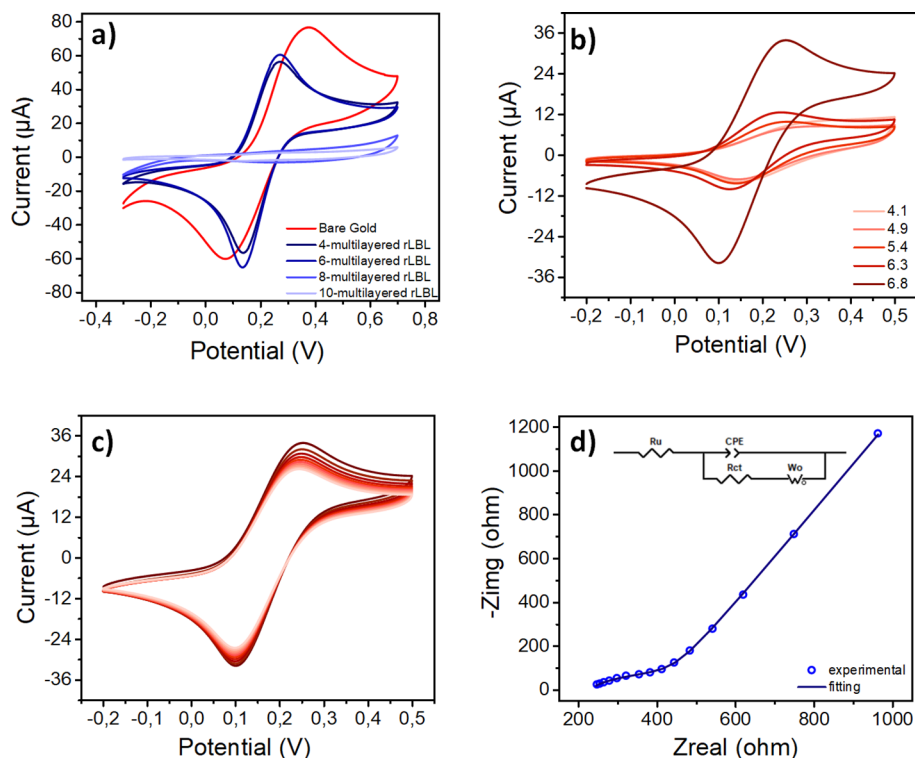 a)
Current (µA)
80
60
40
20
0
-20
-40
-60
-80
-0,4
-0,2
0,0
0,2
0,4
0,6
0,8
Potential (V)
Bare Gold
4-multilayered rLBL
6-multilayered rLBL
8-multilayered rLBL
10-multilayered rLBL
b)
Current (µA)
36
24
12
0
-12
-24
-36
-0,2
-0,1
0,0
0,1
0,2
0,3
0,4
0,5
Potential (V)
4.1
4.9
5.4
6.3
6.8
c)
Current (µA)
36
24
12
0
-12
-24
-36
-0,2
-0,1
0,0
0,1
0,2
0,3
0,4
0,5
Potential (V)
d)
-Zimg (ohm)
1200
1000
800
600
400
200
0
200
400
600
800
1000
Zreal (ohm)
Ru
CPE
Rct
Wo
experimental
fitting